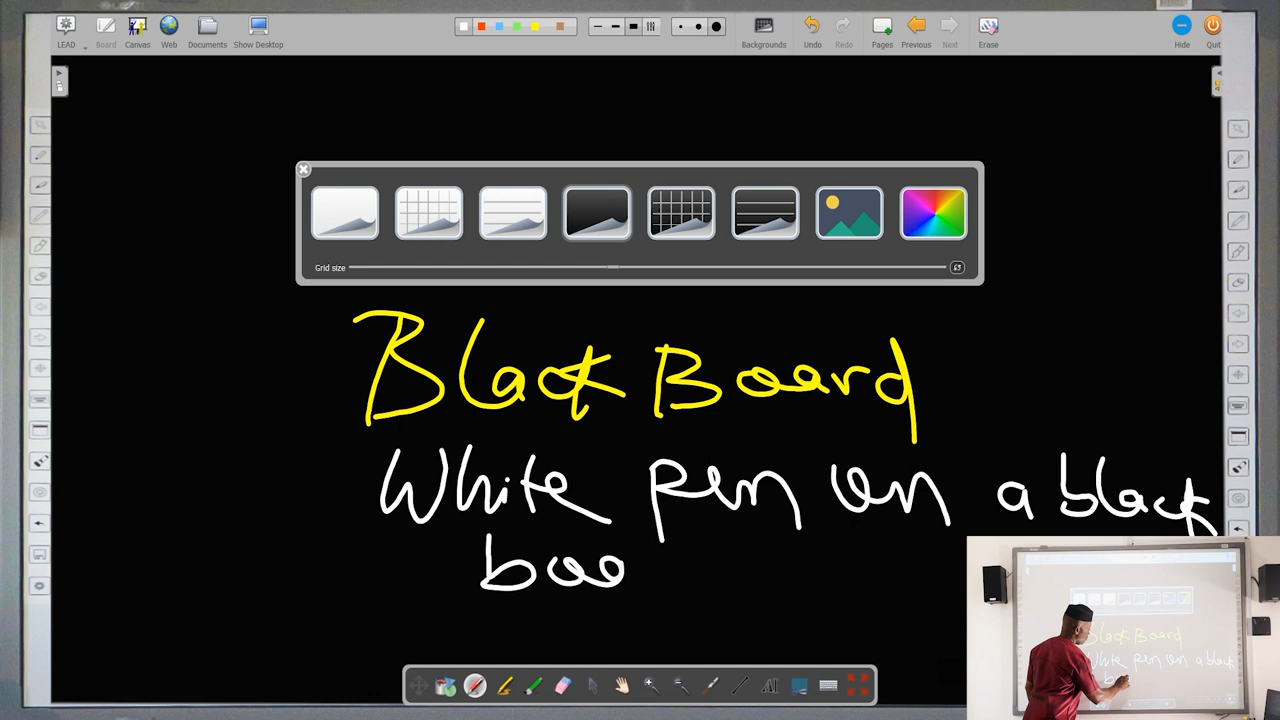 LEAD Board Canvas Web Documents Show Desktop Backgrounds Undo Redo Pages Previous Next Erase Hide Quit
Grid size
Black Board
White pen on a black
boa